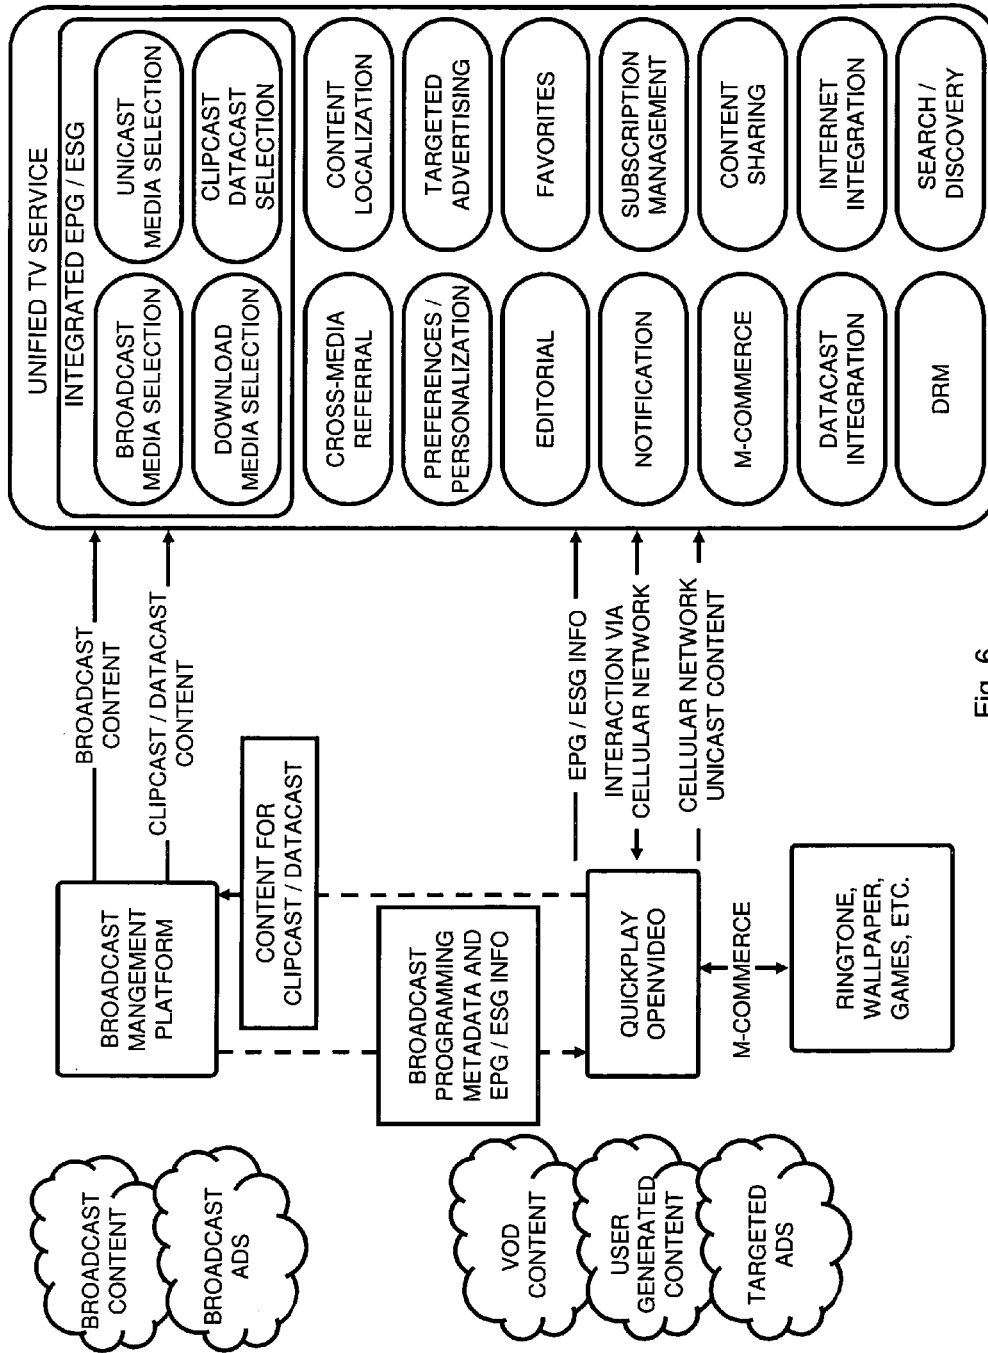 BROADCAST
CONTENT
BROADCAST
ADS
VOD
CONTENT
USER
GENERATED
CONTENT
TARGETED
ADS
BROADCAST
MANGEMENT
PLATFORM
CONTENT FOR
CLIPCAST / DATACAST
BROADCAST
PROGRAMMING
METADATA AND
EPG / ESG INFO
QUICKPLAY
OPENVIDEO
M-COMMERCE
RINGTONE,
WALLPAPER,
GAMES, ETC.
BROADCAST
CONTENT
CLIPCAST / DATACAST
CONTENT
EPG / ESG INFO
INTERACTION VIA
CELLULAR NETWORK
CELLULAR NETWORK
UNICAST CONTENT
UNIFIED TV SERVICE
INTEGRATED EPG / ESG
BROADCAST
MEDIA SELECTION
UNICAST
MEDIA SELECTION
DOWNLOAD
MEDIA SELECTION
CLIPCAST
DATACAST
SELECTION
CROSS-MEDIA
REFERRAL
CONTENT
LOCALIZATION
PREFERENCES /
PERSONALIZATION
TARGETED
ADVERTISING
EDITORIAL
FAVORITES
NOTIFICATION
SUBSCRIPTION
MANAGEMENT
M-COMMERCE
CONTENT
SHARING
DATACAST
INTEGRATION
INTERNET
INTEGRATION
DRM
SEARCH /
DISCOVERY
Fig. 6